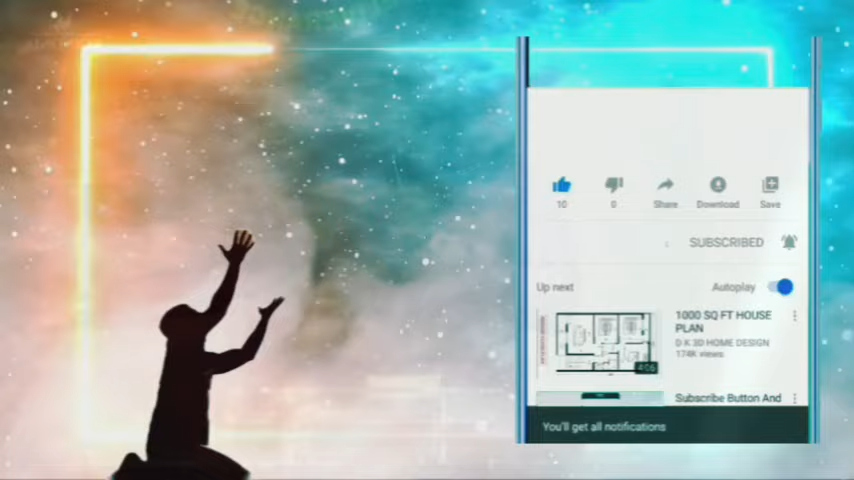 10 0 Share Download Save
SUBSCRIBED
Up next Autoplay
1000 SQ FT HOUSE
PLAN
D K 3D HOME DESIGN
174K views
4:06
Subscribe Button And
You'll get all notifications